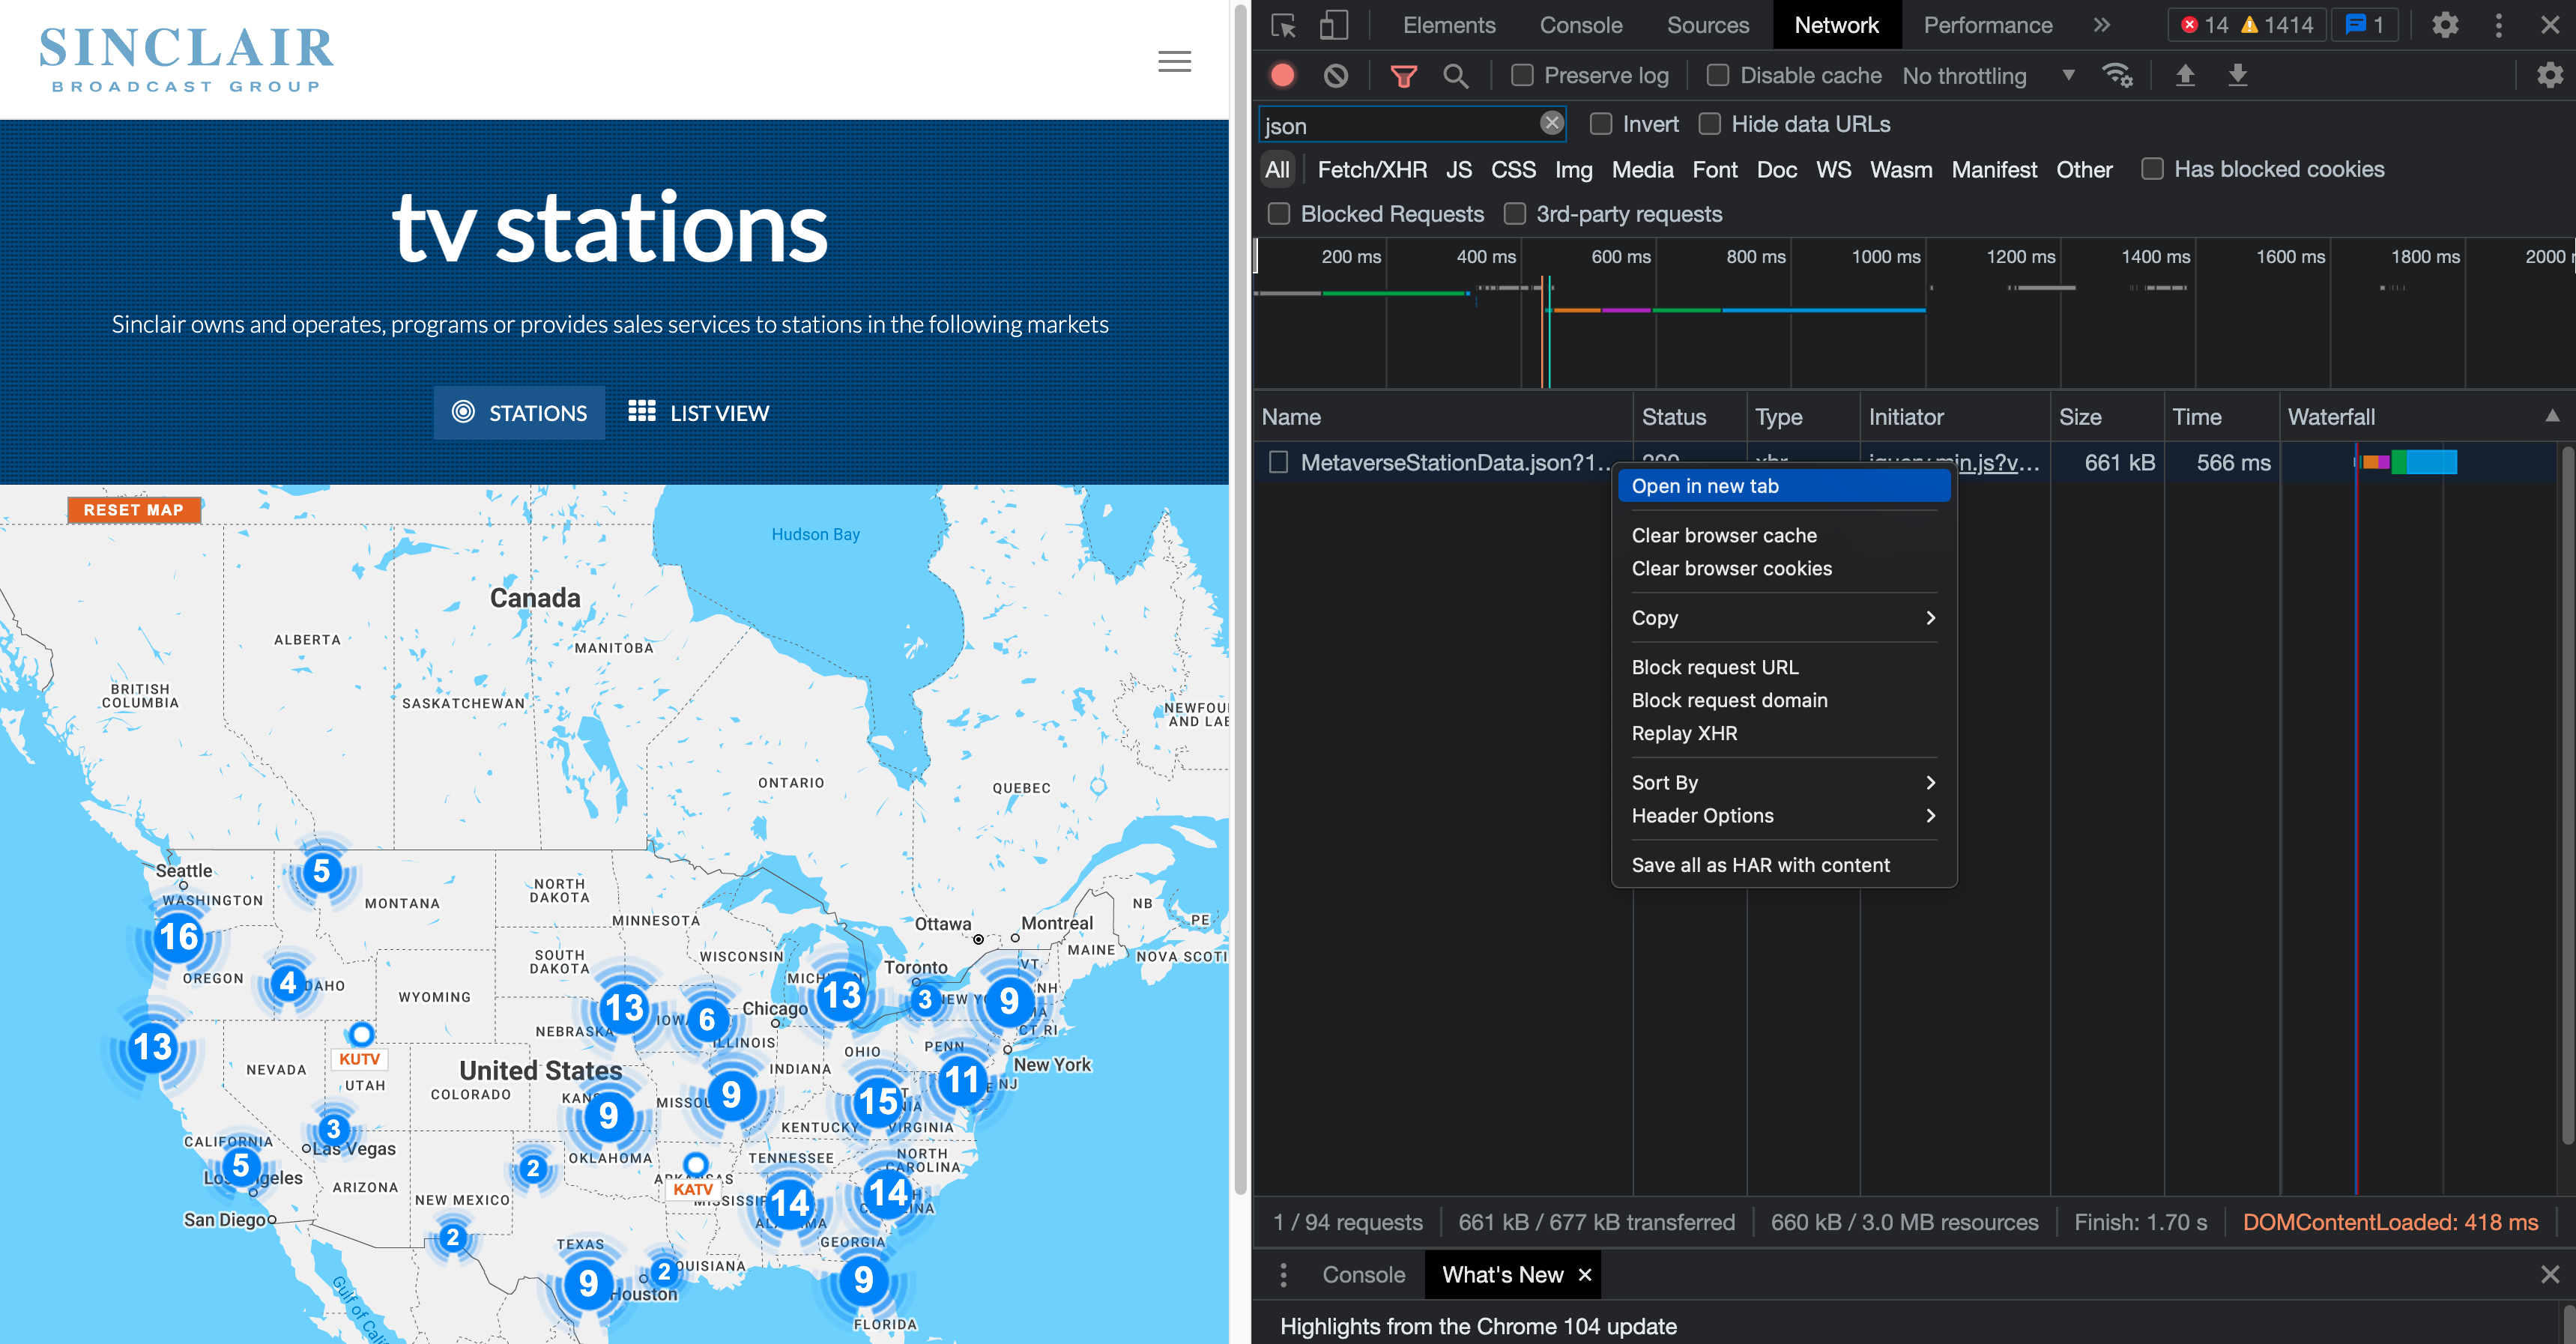 SINCLAIR
BROADCAST GROUP
tv stations
Sinclair owns and operates, programs or provides sales services to stations in the following markets
STATIONS
LIST VIEW
RESET MAP
Hudson Bay
Canada
ALBERTA
MANITOBA
BRITISH
COLUMBIA
SASKATCHEWAN
NEWFOU
AND LAB
ONTARIO
QUEBEC
Seattle
5
WASHINGTON
MONTANA
NORTH
DAKOTA
MINNESOTA
NB
PE
16
Ottawa
Montreal
MAINE
NOVA SCOTI
OREGON
4
DAHO
SOUTH
DAKOTA
WISCONSIN
MICH
Toronto
VT
NH
WYOMING
13
IOW
6
Chicago
13
3
NEW YO
9
MA
CT RI
NEBRASKA
ILLINOIS
13
KUTV
NEVADA
UTAH
United States
COLORADO
INDIANA
OHIO
PENN
New York
11
NJ
KAN
9
MISSOU
9
15
KENTUCKY
VIRGINIA
CALIFORNIA
3
Las Vegas
5
Los
geles
ARIZONA
NEW MEXICO
2
OKLAHOMA
KATV
TENNESSEE
NORTH
CAROLINA
MISSISSIP
14
14
San Diego
2
TEXAS
GEORGIA
9
2
OUISIANA
Houston
9
FLORIDA
Gulf of Cali
Elements
Console
Sources
Network
Performance
14
1414
1
Preserve log
Disable cache
No throttling
json
Invert
Hide data URLs
All
Fetch/XHR
JS
CSS
Img
Media
Font
Doc
WS
Wasm
Manifest
Other
Has blocked cookies
Blocked Requests
3rd-party requests
200 ms
400 ms
600 ms
800 ms
1000 ms
1200 ms
1400 ms
1600 ms
1800 ms
2000
Name
Status
Type
Initiator
Size
Time
Waterfall
MetaverseStationData.json?1...
200
xhr
jquery.min.js?v...
661 kB
566 ms
Open in new tab
Clear browser cache
Clear browser cookies
Copy
Block request URL
Block request domain
Replay XHR
Sort By
Header Options
Save all as HAR with content
1 / 94 requests
661 kB / 677 kB transferred
660 kB / 3.0 MB resources
Finish: 1.70 s
DOMContentLoaded: 418 ms
Console
What's New
Highlights from the Chrome 104 update